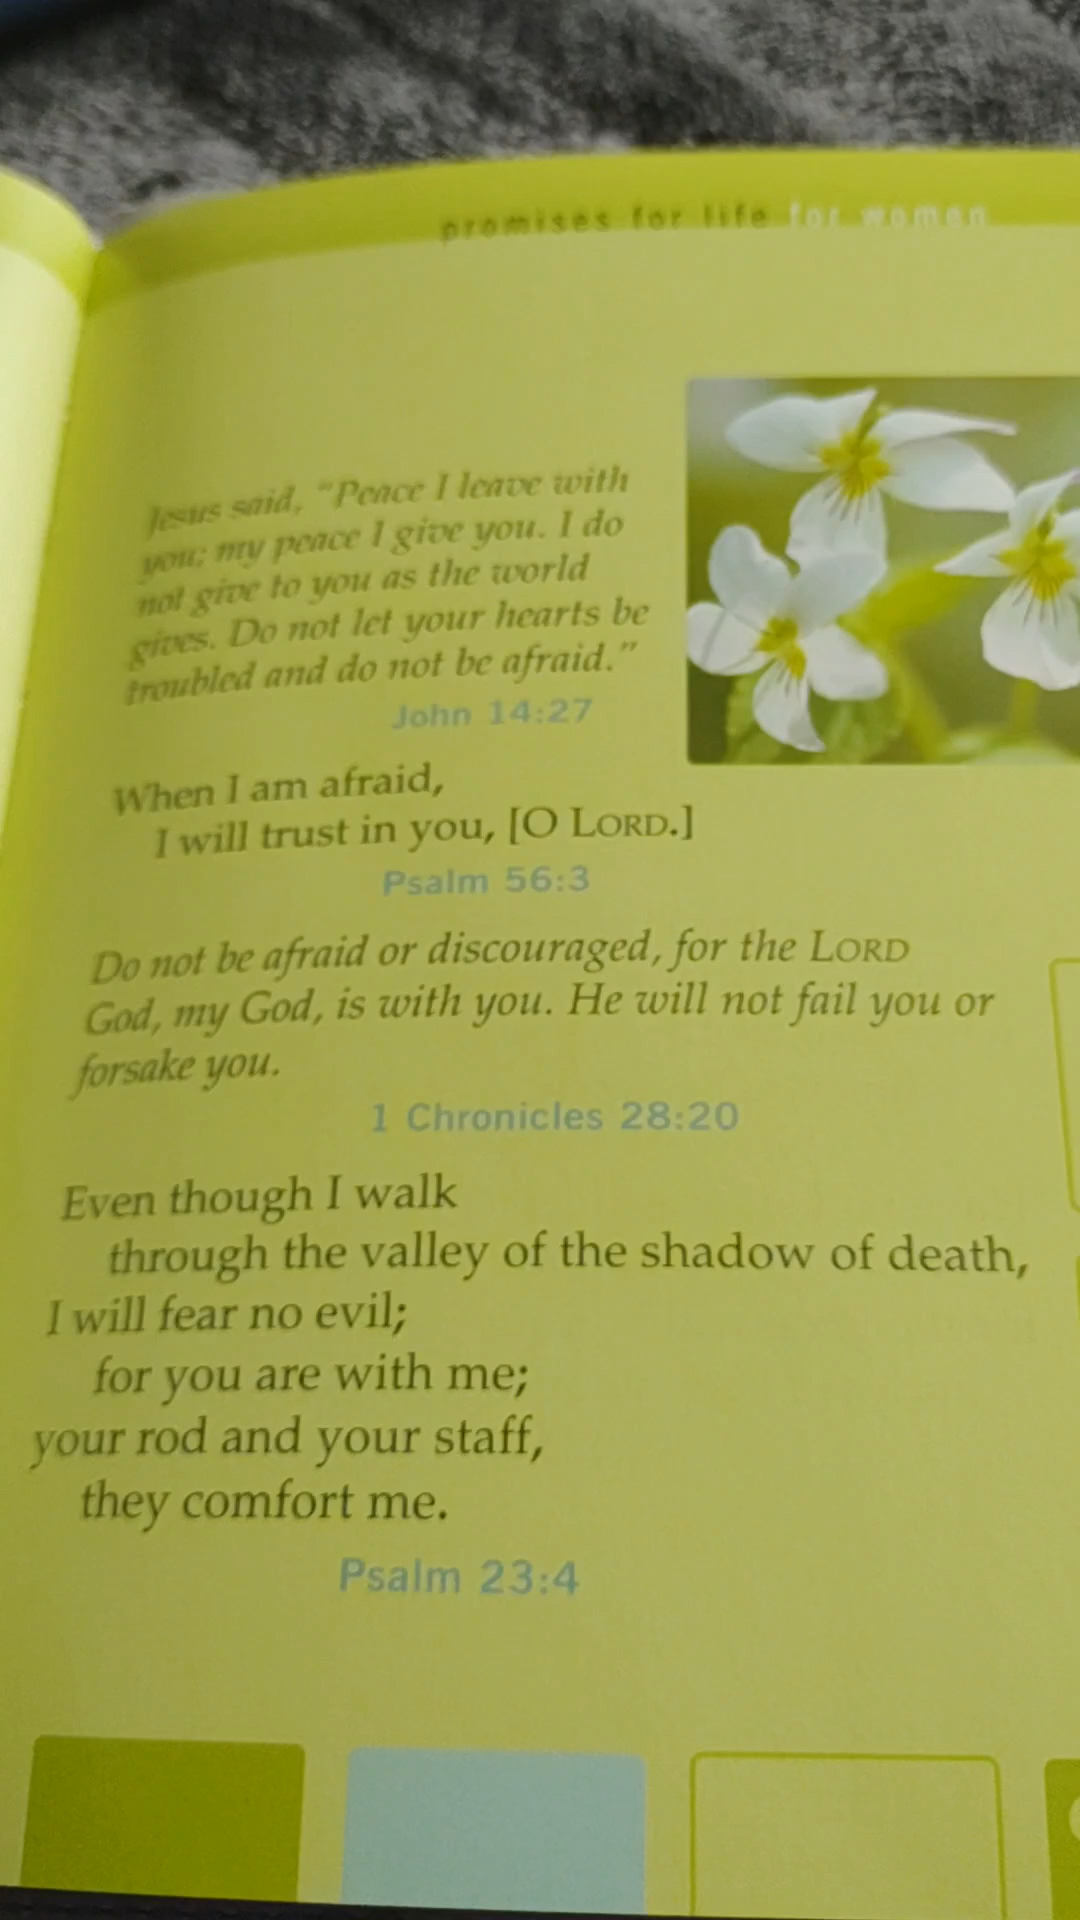 promises for life for women
Jesus said, “Peace I leave with
you; my peace I give you. I do
not give to you as the world
gives. Do not let your hearts be
troubled and do not be afraid.”
John 14:27
When I am afraid,
I will trust in you, [O LORD.]
Psalm 56:3
Do not be afraid or discouraged, for the LORD
God, my God, is with you. He will not fail you or
forsake you.
1 Chronicles 28:20
Even though I walk
through the valley of the shadow of death,
I will fear no evil;
for you are with me;
your rod and your staff,
they comfort me.
Psalm 23:4